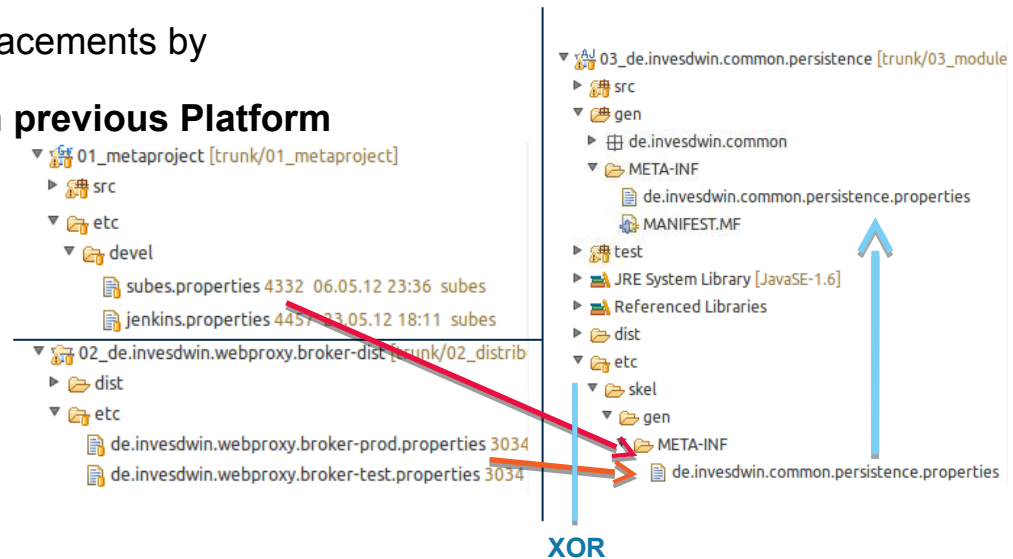 acements by
previous Platform
01_metaproject [trunk/01_metaproject]
src
etc
devel
subes.properties 4332 06.05.12 23:36 subes
jenkins.properties 4457 23.05.12 18:11 subes
02_de.invesdwin.webproxy.broker-dist [trunk/02_distrib
dist
etc
de.invesdwin.webproxy.broker-prod.properties 3034
de.invesdwin.webproxy.broker-test.properties 3034
03_de.invesdwin.common.persistence [trunk/03_module
src
gen
de.invesdwin.common
META-INF
de.invesdwin.common.persistence.properties
MANIFEST.MF
test
JRE System Library [JavaSE-1.6]
Referenced Libraries
dist
etc
skel
gen
META-INF
de.invesdwin.common.persistence.properties
XOR